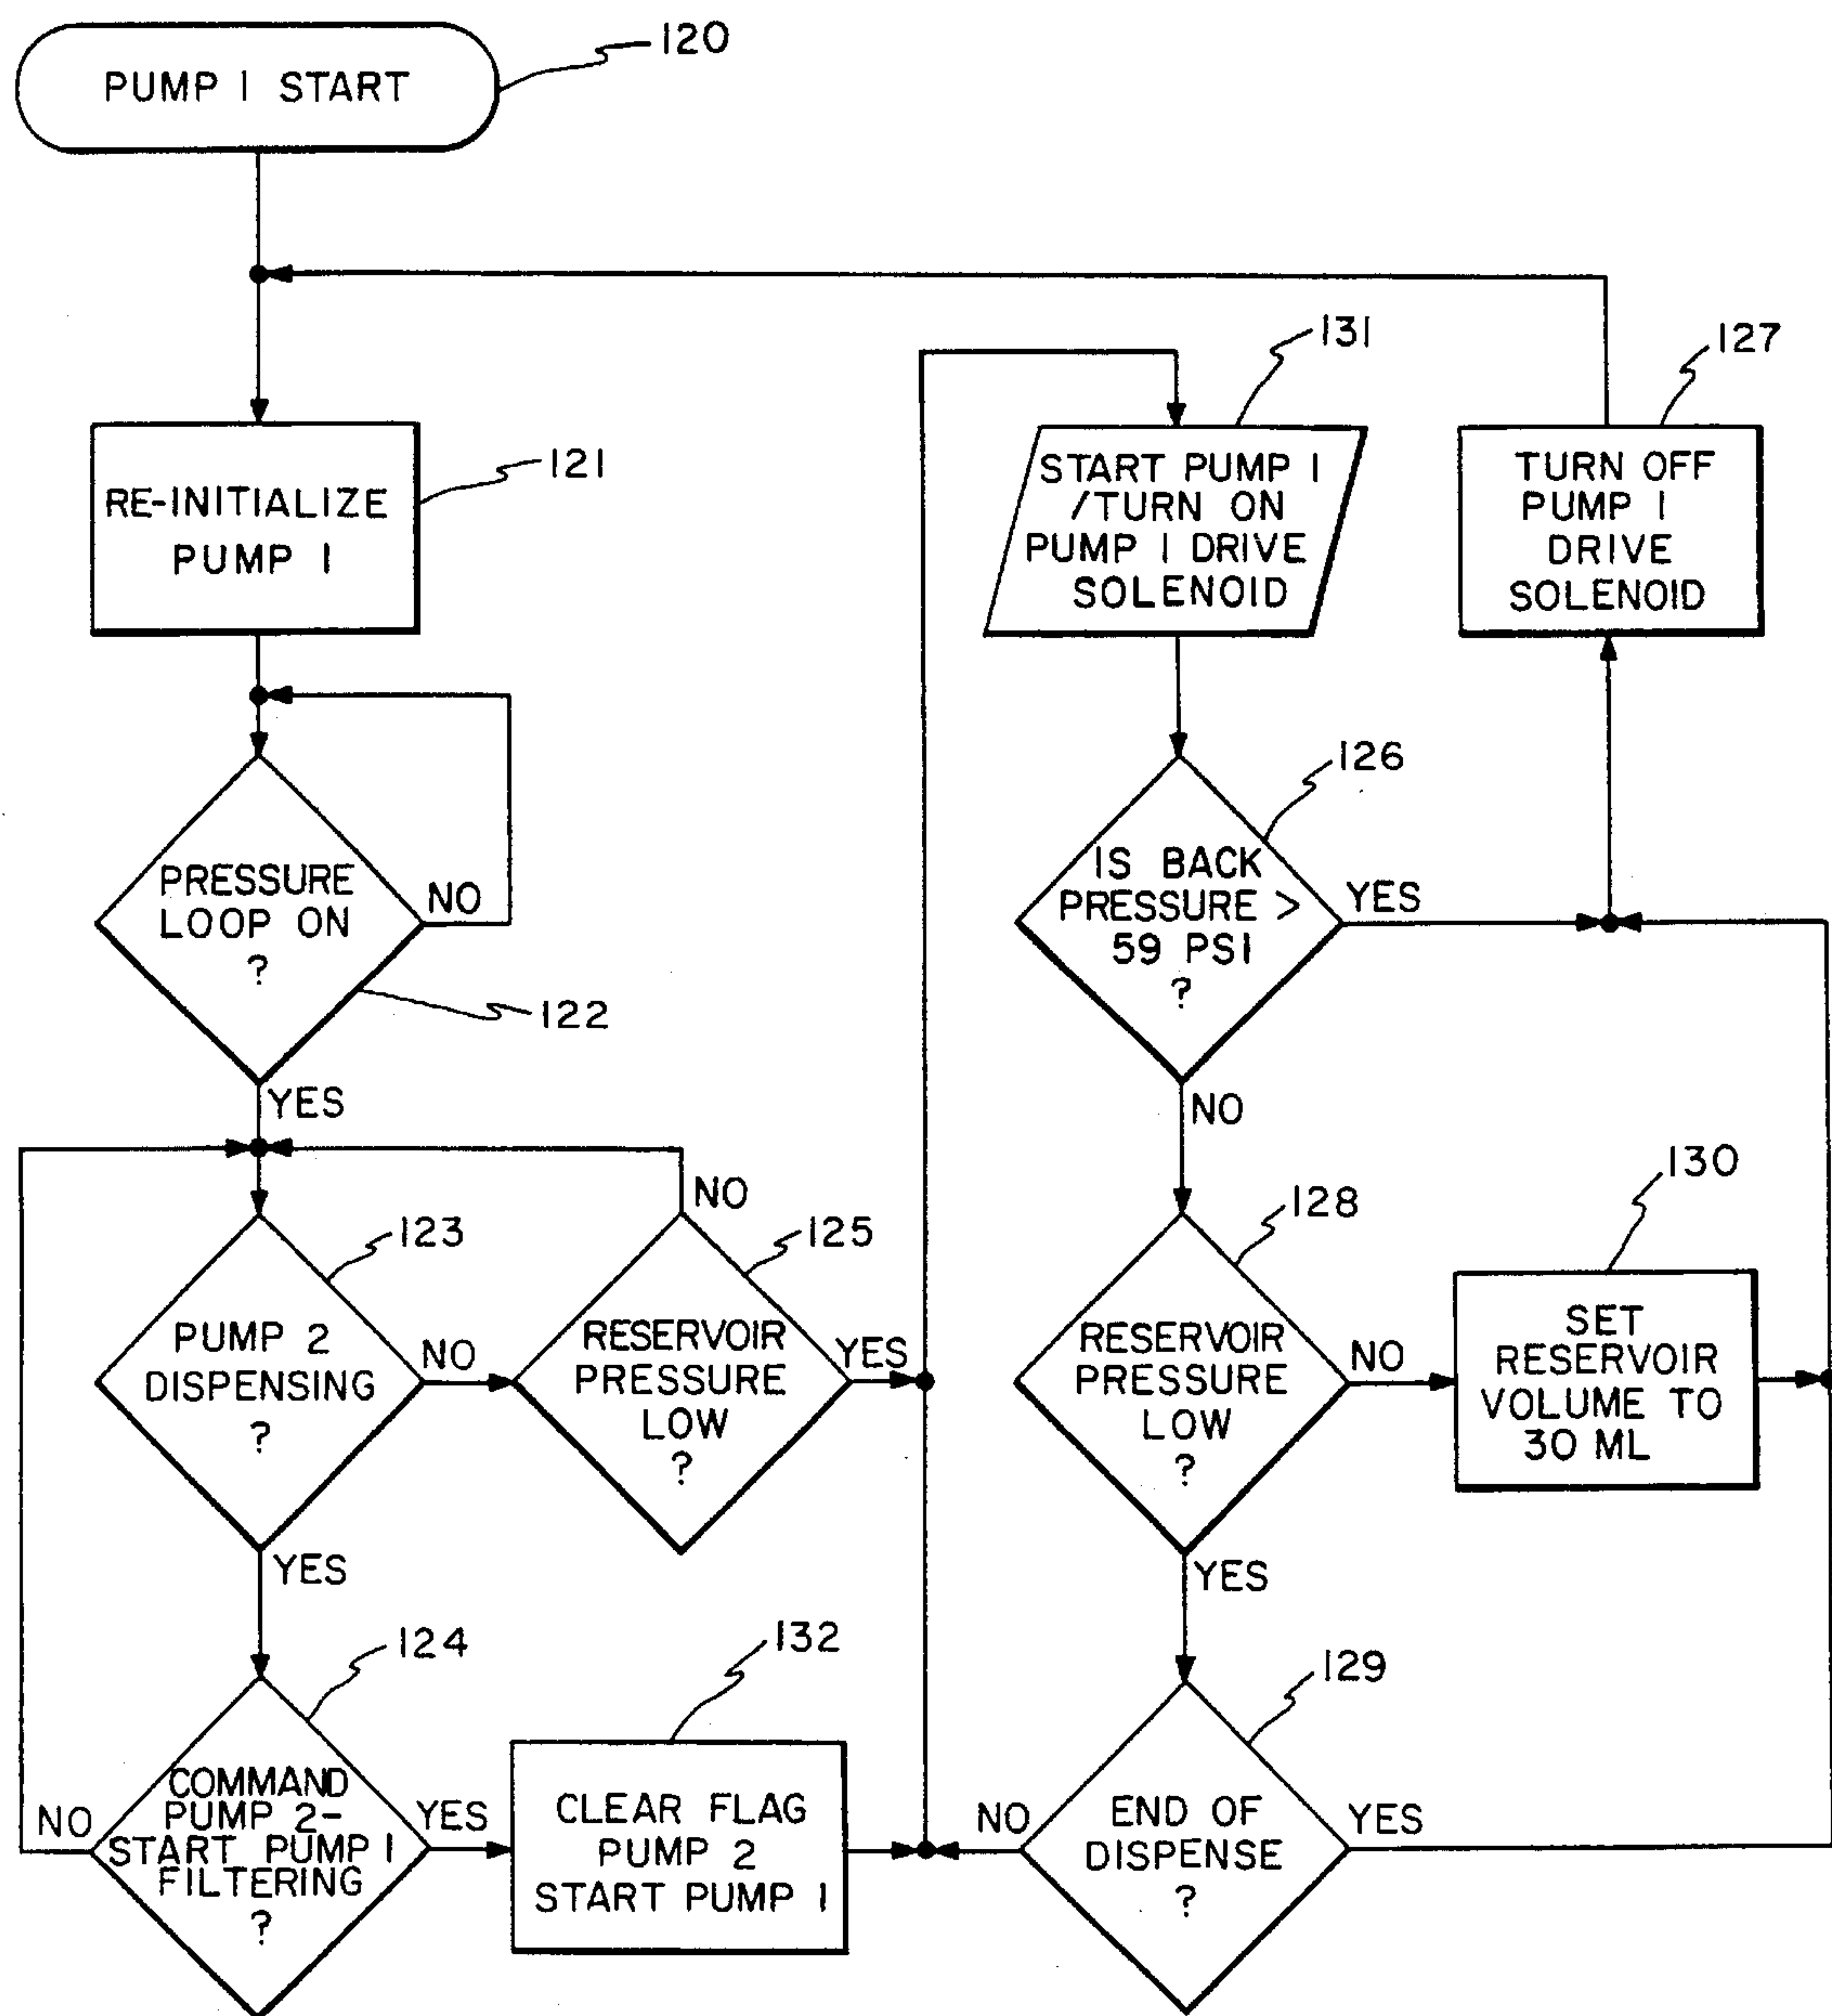 PUMP 1 START
120
RE-INITIALIZE
PUMP 1
121
PRESSURE
LOOP ON
?
NO
122
YES
PUMP 2
DISPENSING
?
123
NO
YES
RESERVOIR
PRESSURE
LOW
?
125
NO
YES
COMMAND
PUMP 2-
START PUMP 1
FILTERING
?
124
NO
YES
CLEAR FLAG
PUMP 2
START PUMP 1
132
START PUMP 1
/TURN ON
PUMP 1 DRIVE
SOLENOID
131
TURN OFF
PUMP 1
DRIVE
SOLENOID
127
IS BACK
PRESSURE >
59 PSI
?
126
YES
NO
RESERVOIR
PRESSURE
LOW
?
128
NO
YES
SET
RESERVOIR
VOLUME TO
30 ML
130
END OF
DISPENSE
?
129
NO
YES